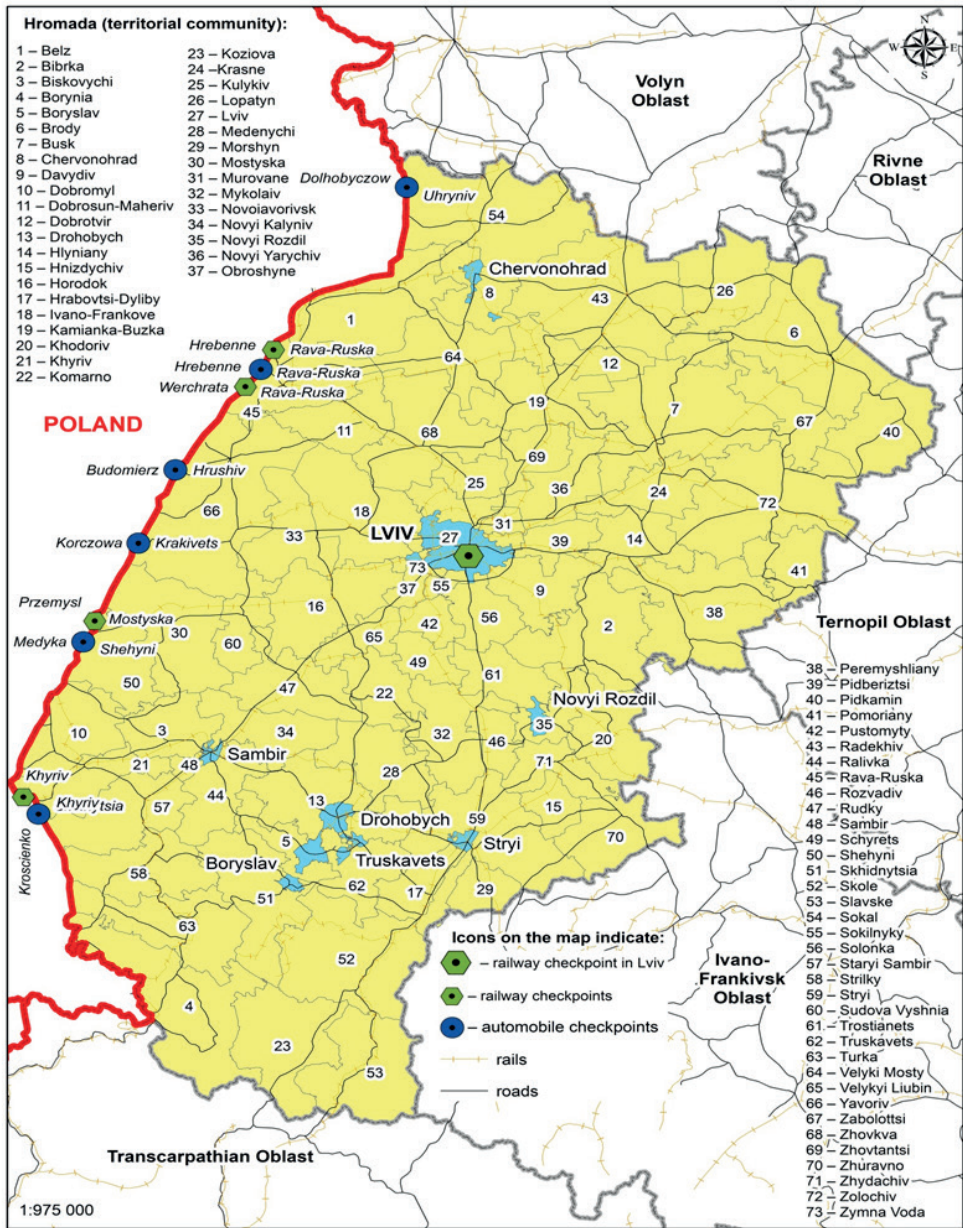 Hromada (territorial community):
1 – Belz
2 – Bibrka
3 – Biskovychi
4 – Borynia
5 – Boryslav
6 – Brody
7 – Busk
8 – Chervonohrad
9 – Davydiv
10 – Dobromyl
11 – Dobrosun-Maheriv
12 – Dobrotvir
13 – Drohobych
14 – Hlyniany
15 – Hnizdychiv
16 – Horodok
17 – Hrabovtsi-Dyliby
18 – Ivano-Frankove
19 – Kamianka-Buzka
20 – Khodoriv
21 – Khyriv
22 – Komarno
23 – Koziova
24 – Krasne
25 – Kulykiv
26 – Lopatyn
27 – Lviv
28 – Medenychi
29 – Morshyn
30 – Mostyska
31 – Murovane
32 – Mykolaiv
33 – Novoiavorivsk
34 – Novyi Kalyniv
35 – Novyi Rozdil
36 – Novyi Yarychiv
37 – Obroshyne
N
W E
S
Volyn
Oblast
Rivne
Oblast
Dolhobyczow
Uhryniv
54
Chervonohrad
8
43
26
1
6
Hrebenne
Rava-Ruska
64
12
Hrebenne
Rava-Ruska
Werchrata
Rava-Ruska
19
7
45
67
POLAND
11
68
40
69
Budomierz
Hrushiv
25
36
24
72
66
18
LVIV
27
31
Korczowa
Krakivets
33
39
14
73
41
37
55
9
Przemysl
Mostyska
16
56
38
30
42
2
Medyka
Shehyni
60
65
Ternopil Oblast
49
50
61
47
22
Novyi Rozdil
10
3
34
35
32
46
20
Sambir
21
48
71
Khyriv
28
44
Khyriv
tsia
57
13
15
Drohobych
59
70
Kroscienko
5
Stryi
Boryslav
Truskavets
58
51
62
17
29
63
Icons on the map indicate:
– railway checkpoint in Lviv
– railway checkpoints
– automobile checkpoints
rails
roads
52
Ivano-
Frankivsk
Oblast
4
23
53
Transcarpathian Oblast
1:975 000
38 – Peremyshliany
39 – Pidberiztsi
40 – Pidkamin
41 – Pomoriany
42 – Pustomyty
43 – Radekhiv
44 – Ralivka
45 – Rava-Ruska
46 – Rozvadiv
47 – Rudky
48 – Sambir
49 – Schyrets
50 – Shehyni
51 – Skhidnytsia
52 – Skole
53 – Slavske
54 – Sokal
55 – Sokilnyky
56 – Solonka
57 – Staryi Sambir
58 – Strilky
59 – Stryi
60 – Sudova Vyshnia
61 – Trostianets
62 – Truskavets
63 – Turka
64 – Velyki Mosty
65 – Velykyi Liubin
66 – Yavoriv
67 – Zabolottsi
68 – Zhovkva
69 – Zhovtantsi
70 – Zhuravno
71 – Zhydachiv
72 – Zolochiv
73 – Zymna Voda